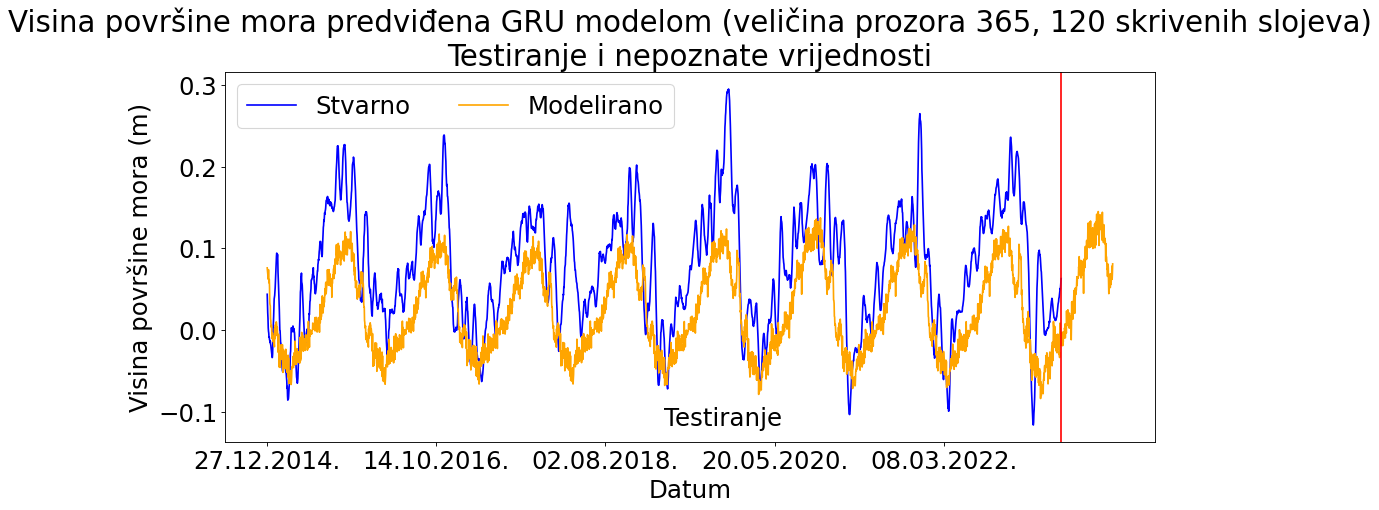 Visina površine mora predviđena GRU modelom (veličina prozora 365, 120 skrivenih slojeva)
Testiranje i nepoznate vrijednosti
Stvarno
Modelirano
Visina površine mora (m)
0.3
0.2
0.1
0.0
−0.1
Testiranje
27.12.2014.
14.10.2016.
02.08.2018.
20.05.2020.
08.03.2022.
Datum